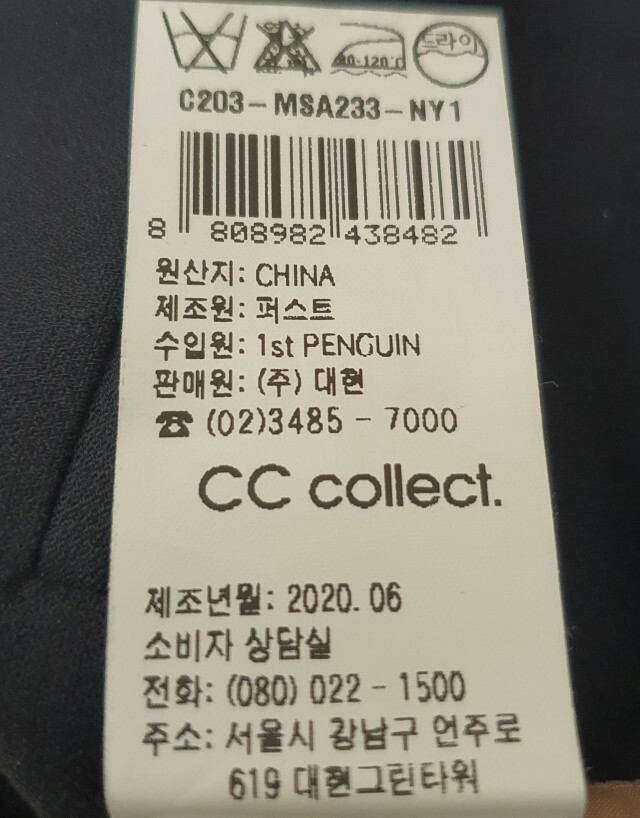 80-120℃ 드라이
C203-MSA233-NY1
8 808982 438482
원산지: CHINA
제조원: 퍼스트
수입원: 1st PENGUIN
판매원: (주) 대현
☎ (02)3485 - 7000
CC collect.
제조년월: 2020. 06
소비자 상담실
전화: (080) 022 - 1500
주소: 서울시 강남구 언주로
619 대현그린타워